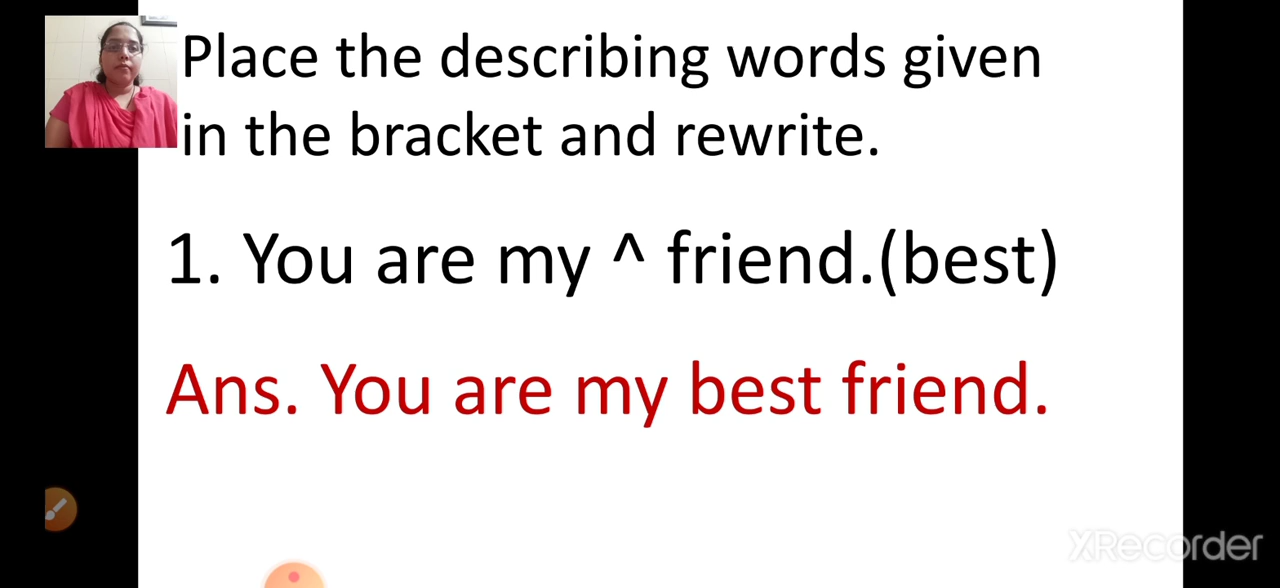 Place the describing words given
in the bracket and rewrite.
1. You are my ^ friend.(best)
Ans. You are my best friend.
XRecorder